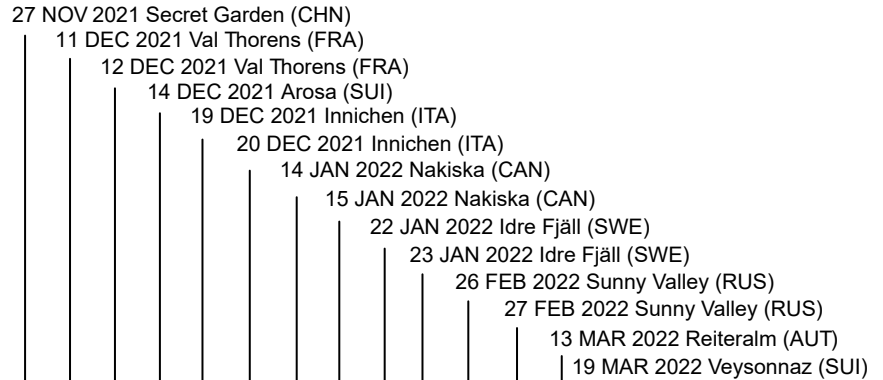 27 NOV 2021 Secret Garden (CHN)
11 DEC 2021 Val Thorens (FRA)
12 DEC 2021 Val Thorens (FRA)
14 DEC 2021 Arosa (SUI)
19 DEC 2021 Innichen (ITA)
20 DEC 2021 Innichen (ITA)
14 JAN 2022 Nakiska (CAN)
15 JAN 2022 Nakiska (CAN)
22 JAN 2022 Idre Fjäll (SWE)
23 JAN 2022 Idre Fjäll (SWE)
26 FEB 2022 Sunny Valley (RUS)
27 FEB 2022 Sunny Valley (RUS)
13 MAR 2022 Reiteralm (AUT)
19 MAR 2022 Veysonnaz (SUI)